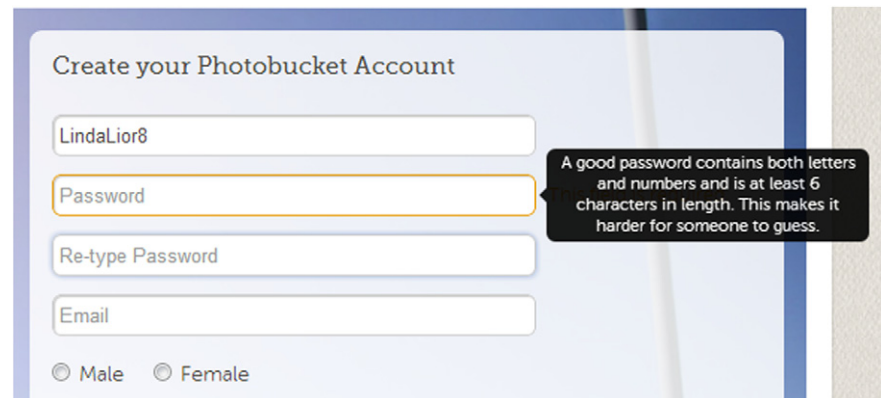 Create your Photobucket Account
LindaLior8
Password
A good password contains both letters
and numbers and is at least 6
characters in length. This makes it
harder for someone to guess.
Re-type Password
Email
Male Female